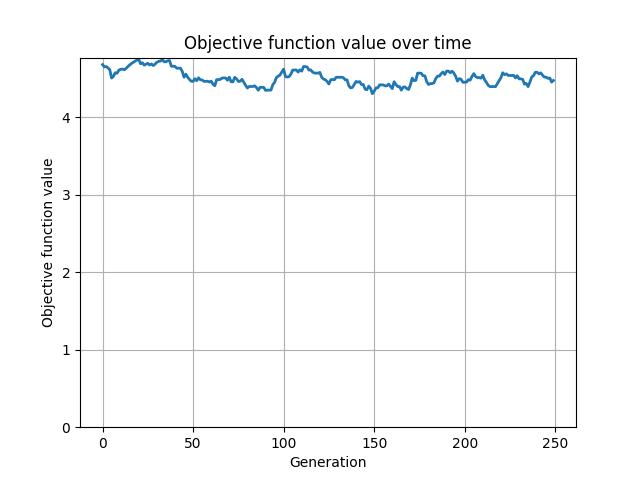 Objective function value over time
Objective function value
4
3
2
1
0
0 50 100 150 200 250
Generation